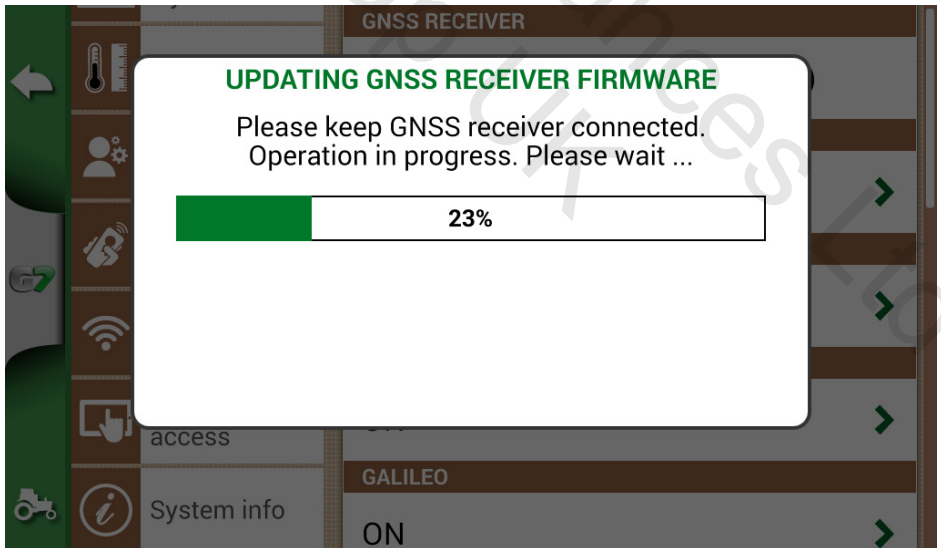 GNSS RECEIVER
UPDATING GNSS RECEIVER FIRMWARE
Please keep GNSS receiver connected.
Operation in progress. Please wait ...
23%
G7
access
GALILEO
System info
ON